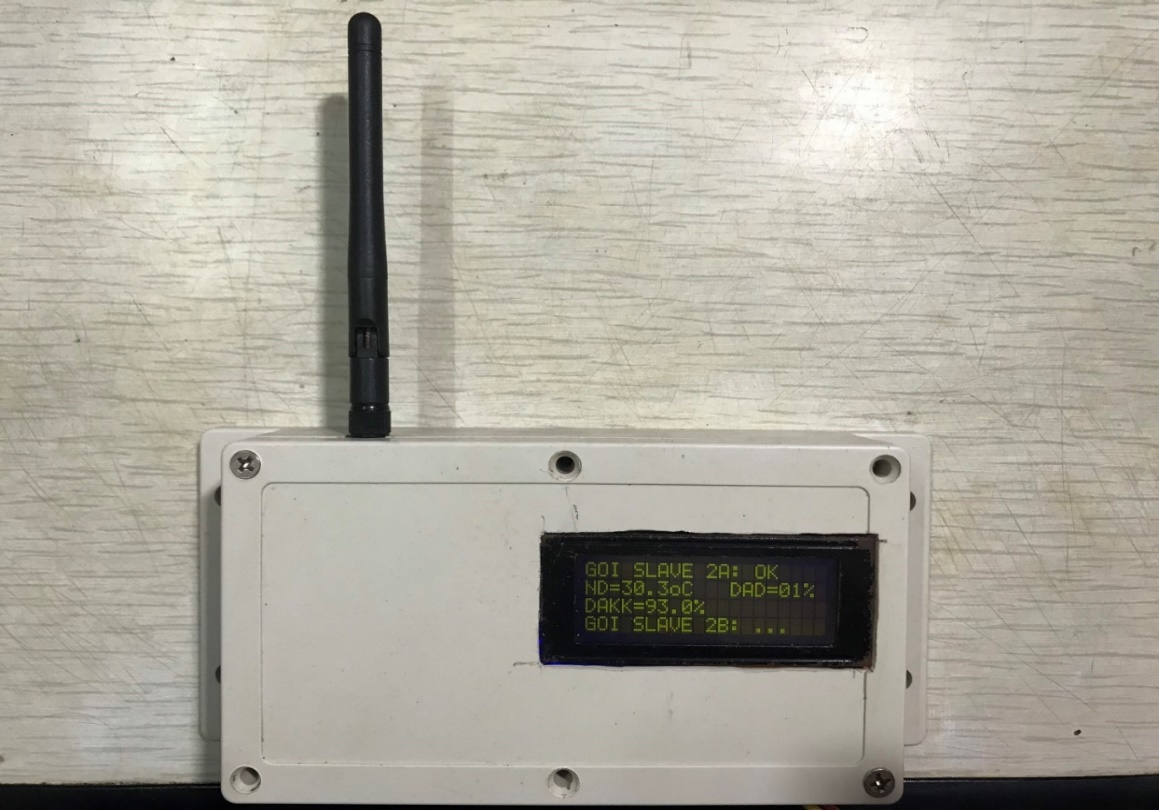 GOI SLAVE 2A: OK
ND=30.3oC DAD=01%
DAKK=93.0%
GOI SLAVE 2B: ...